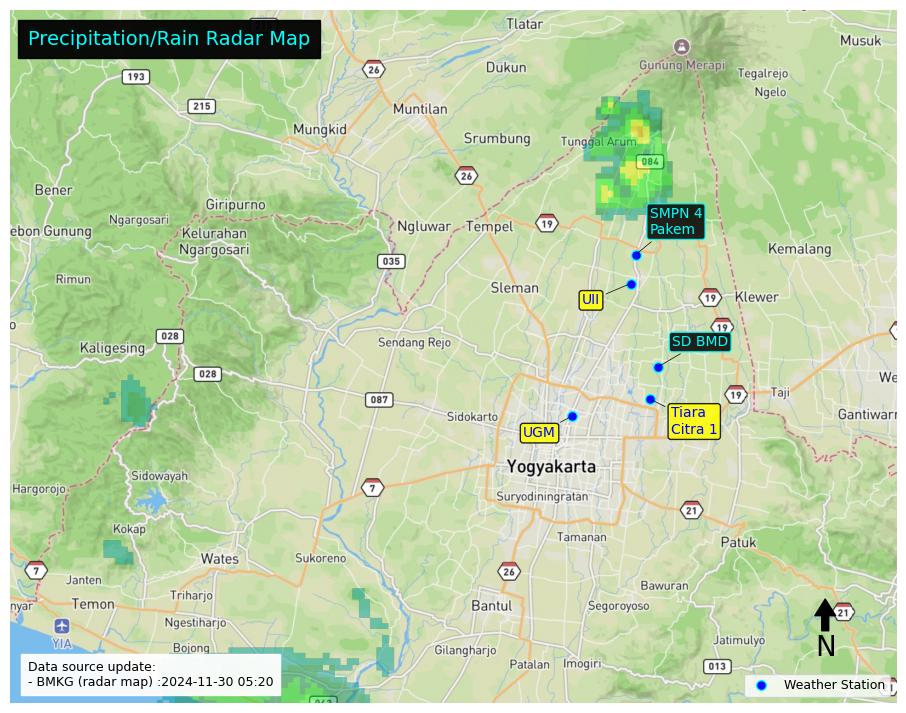 Precipitation/Rain Radar Map
Tlatar
Musuk
26
Dukun
Gunung Merapi
193
Tegalrejo
Ngelo
215
Muntilan
Mungkid
Srumbung
Tunggal Arum
084
26
Bener
Giripurno
Ngargosari
SMPN 4
Pakem
ebon Gunung
Kelurahan
Ngargosari
Ngluwar
Tempel
19
Kemalang
035
Rimun
Sleman
UII
19
Klewer
19
028
Sendang Rejo
SD BMD
Kaligesing
028
We
087
19
Taji
Sidokarto
Tiara
Citra 1
Gantiwarn
UGM
Yogyakarta
Sidowayah
Hargorojo
7
Suryodiningratan
21
Kokap
Tamanan
Patuk
Wates
Sukoreno
7
26
Janten
Bawuran
nyar
Temon
Triharjo
Bantul
Segoroyoso
21
Ngestiharjo
YIA
Jatimulyo
N
Bojong
Gilangharjo
Patalan
Imogiri
013
Data source update:
- BMKG (radar map) :2024-11-30 05:20
Weather Station